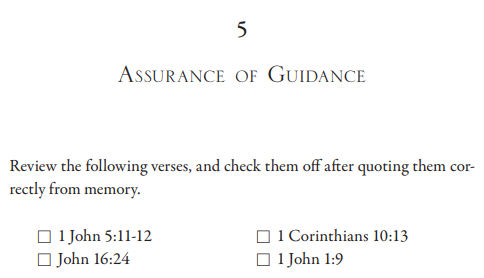 5
Assurance of Guidance
Review the following verses, and check them off after quoting them cor-
rectly from memory.
☐ 1 John 5:11-12 ☐ 1 Corinthians 10:13
☐ John 16:24 ☐ 1 John 1:9